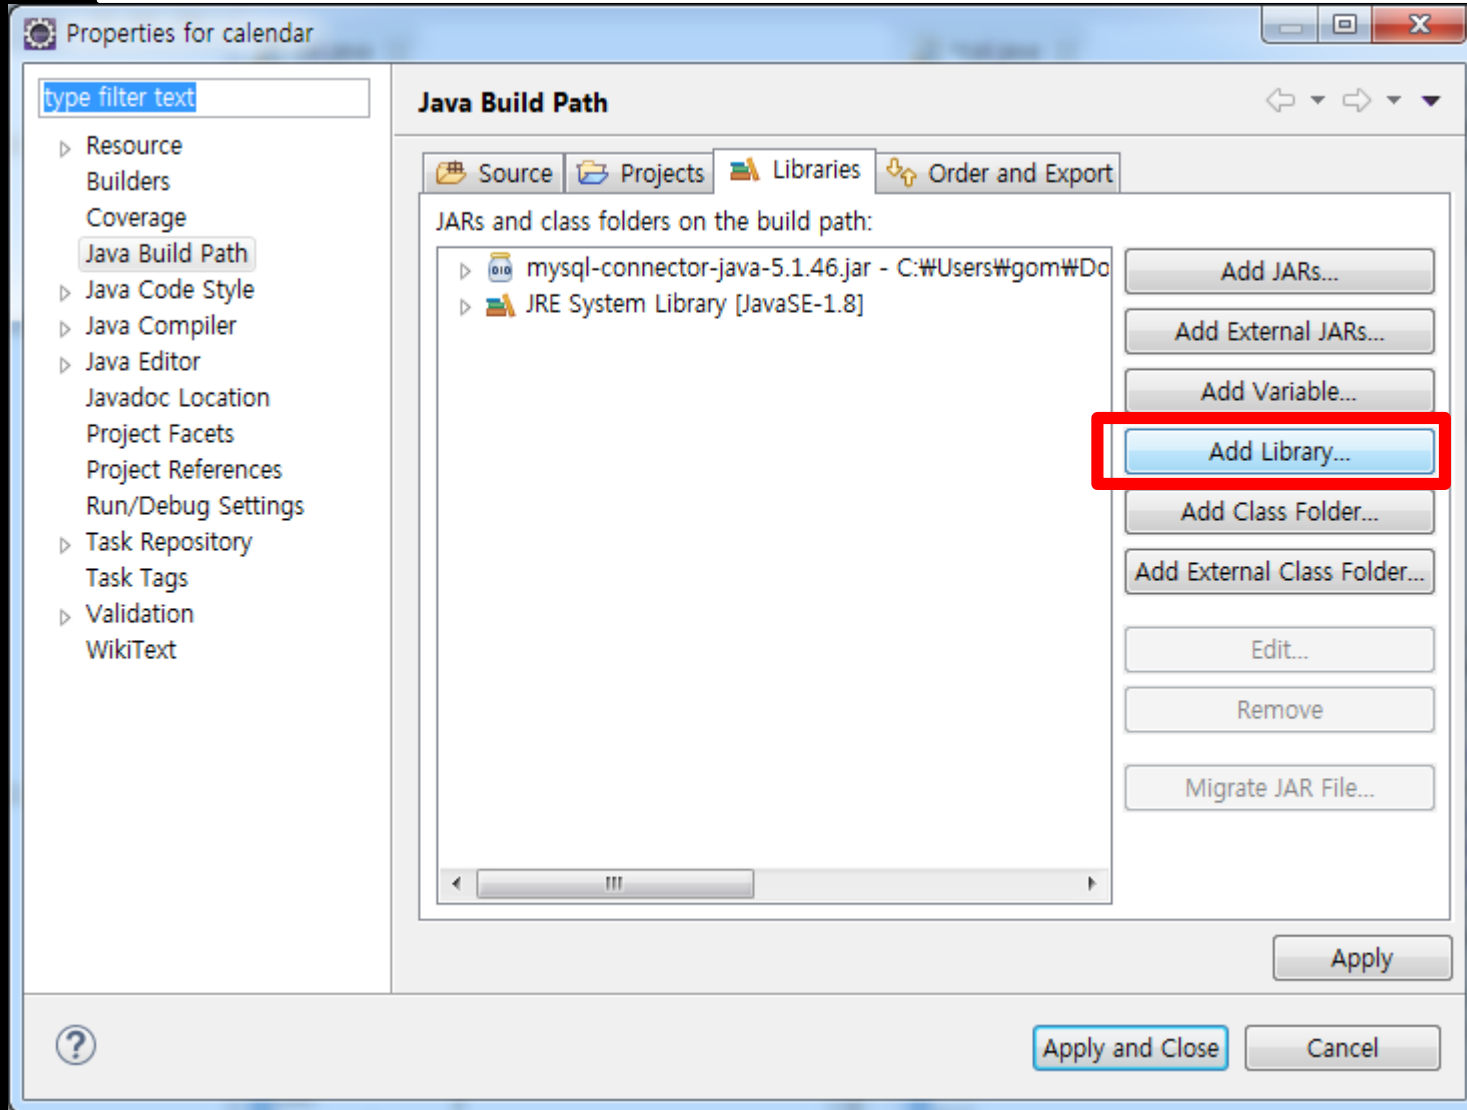 Properties for calendar
type filter text
Resource
Builders
Coverage
Java Build Path
Java Code Style
Java Compiler
Java Editor
Javadoc Location
Project Facets
Project References
Run/Debug Settings
Task Repository
Task Tags
Validation
WikiText
Java Build Path
Source Projects Libraries Order and Export
JARs and class folders on the build path:
mysql-connector-java-5.1.46.jar - C:₩Users₩gom₩Do
JRE System Library [JavaSE-1.8]
Add JARs...
Add External JARs...
Add Variable...
Add Library...
Add Class Folder...
Add External Class Folder...
Edit...
Remove
Migrate JAR File...
Apply
Apply and Close Cancel